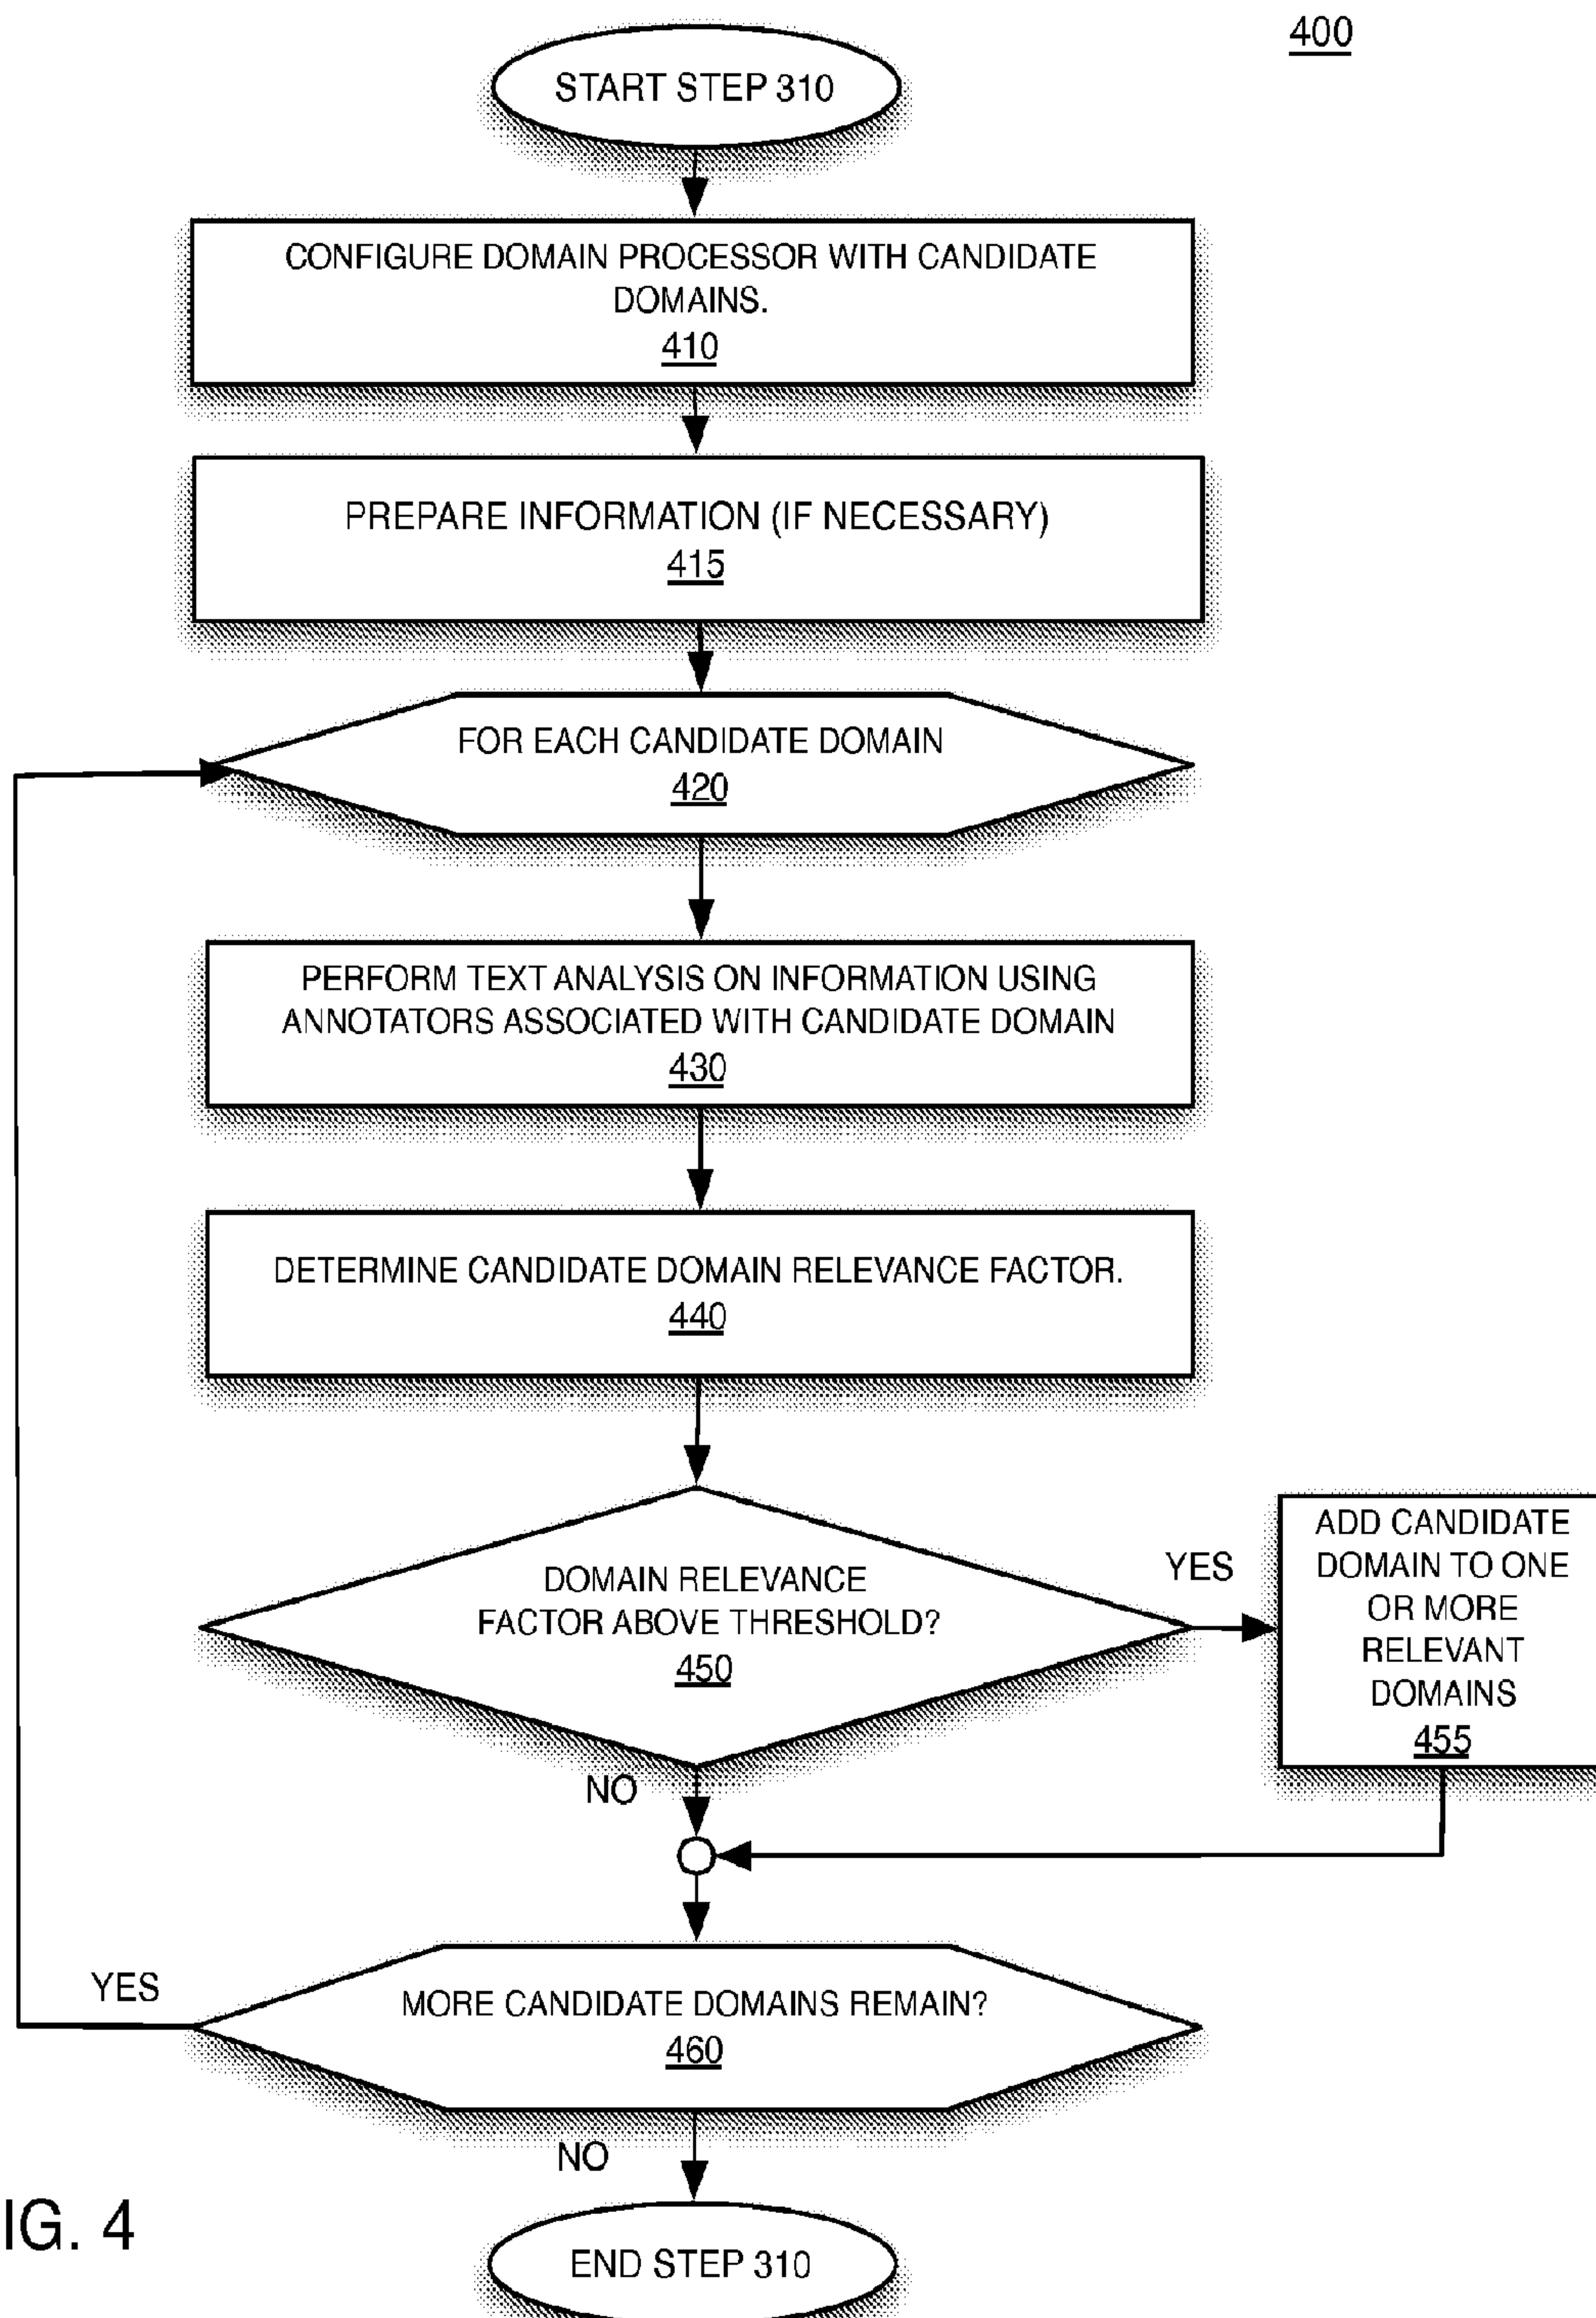 400
START STEP 310
CONFIGURE DOMAIN PROCESSOR WITH CANDIDATE
DOMAINS.
410
PREPARE INFORMATION (IF NECESSARY)
415
FOR EACH CANDIDATE DOMAIN
420
PERFORM TEXT ANALYSIS ON INFORMATION USING
ANNOTATORS ASSOCIATED WITH CANDIDATE DOMAIN
430
DETERMINE CANDIDATE DOMAIN RELEVANCE FACTOR.
440
DOMAIN RELEVANCE
FACTOR ABOVE THRESHOLD?
450
YES
ADD CANDIDATE
DOMAIN TO ONE
OR MORE
RELEVANT
DOMAINS
455
NO
YES
MORE CANDIDATE DOMAINS REMAIN?
460
NO
IG. 4
END STEP 310